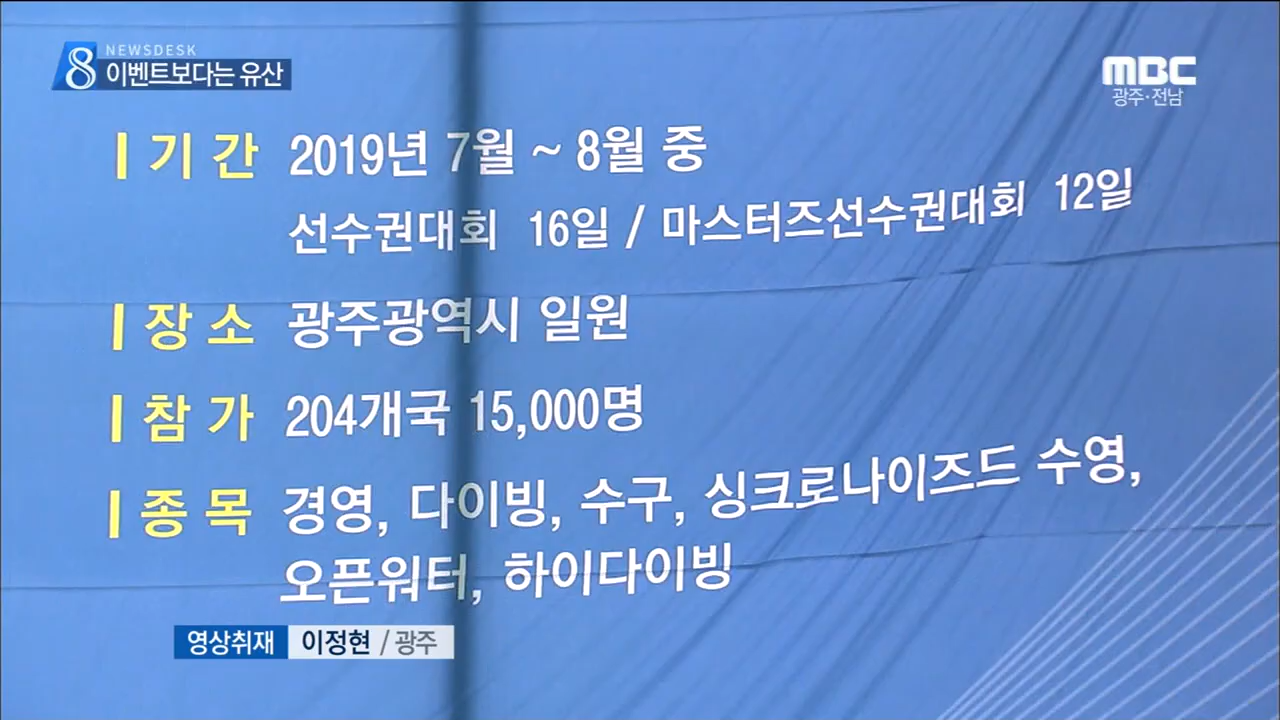 NEWSDESK
8 이벤트보다는 유산
MBC
광주·전남
기 간 2019년 7월 ~ 8월 중
선수권대회 16일 / 마스터즈선수권대회 12일
장 소 광주광역시 일원
참 가 204개국 15,000명
종 목 경영, 다이빙, 수구, 싱크로나이즈드 수영,
오픈워터, 하이다이빙
영상취재 이정현 / 광주